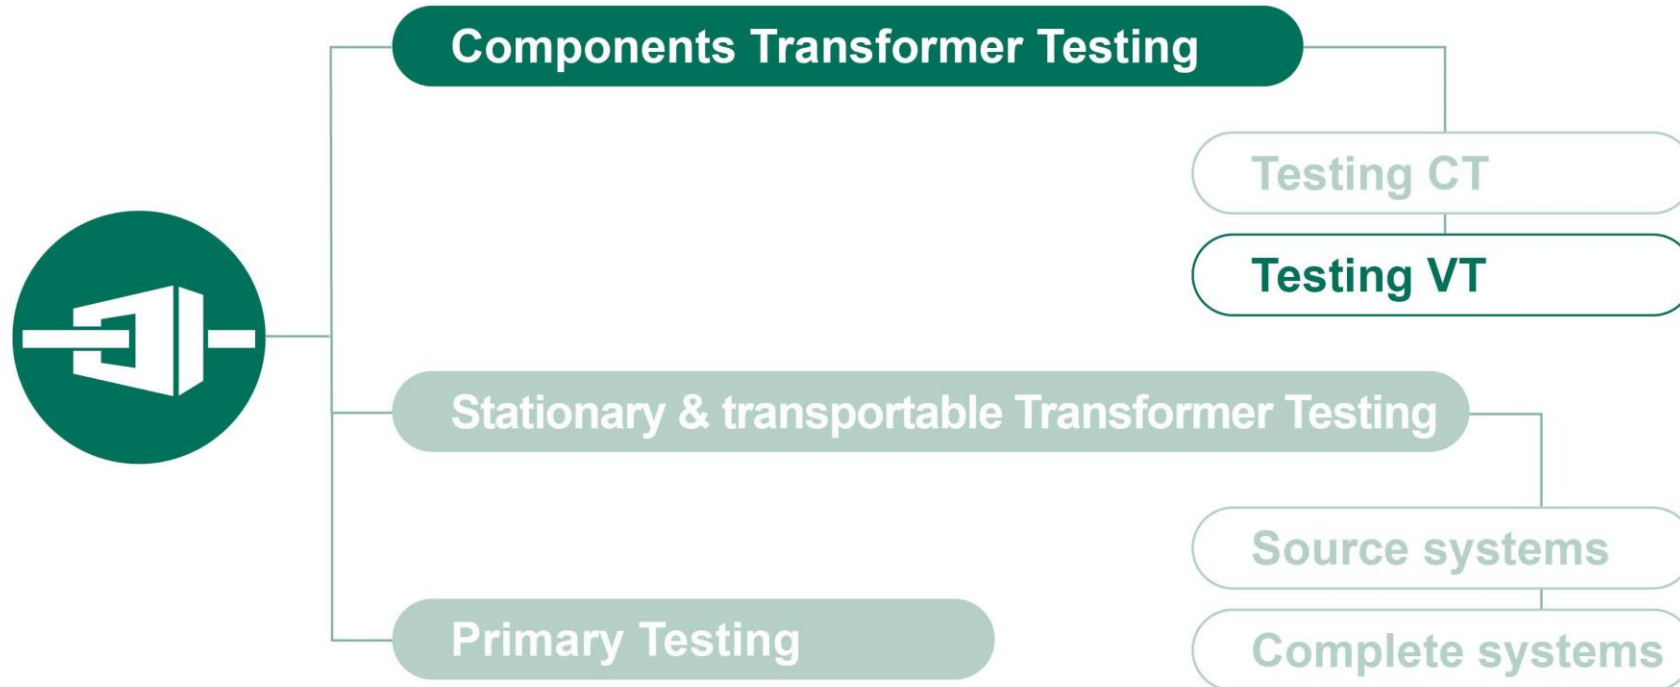 Components Transformer Testing
Testing CT
Testing VT
Stationary & transportable Transformer Testing
Source systems
Primary Testing
Complete systems